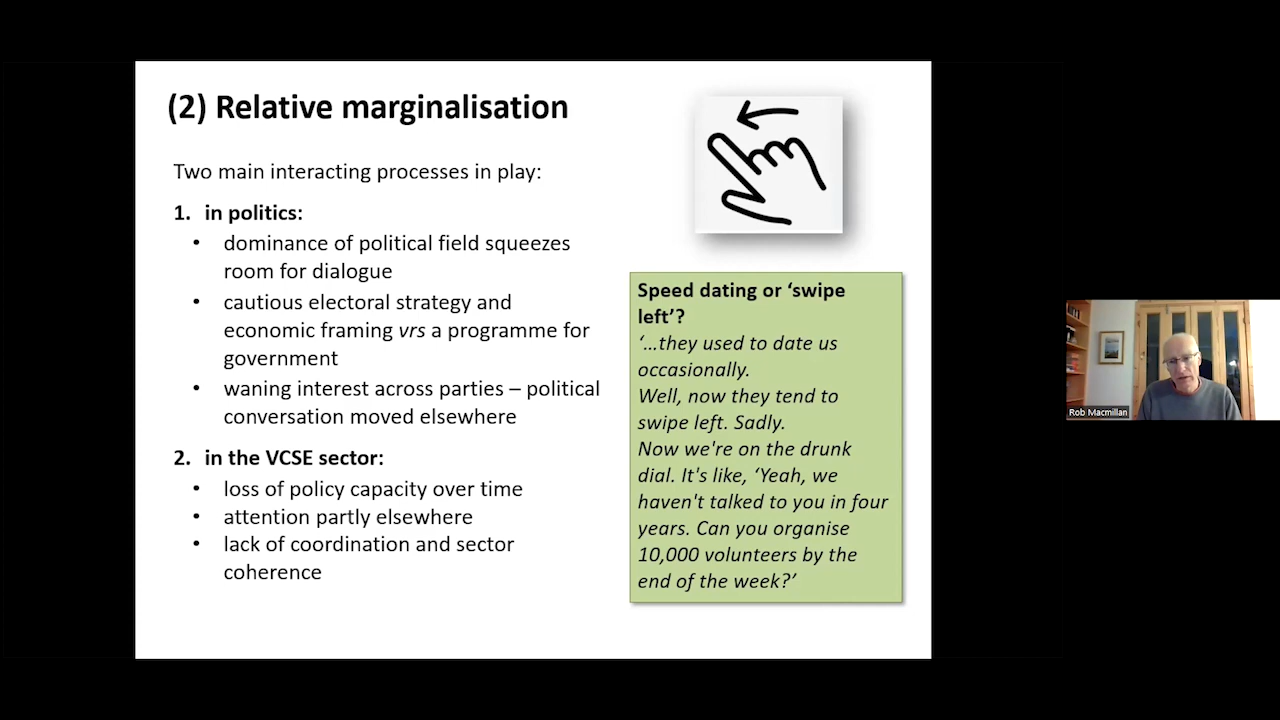 (2) Relative marginalisation
Two main interacting processes in play:
1. in politics:
• dominance of political field squeezes
room for dialogue
• cautious electoral strategy and
economic framing vrs a programme for
government
• waning interest across parties – political
conversation moved elsewhere
2. in the VCSE sector:
• loss of policy capacity over time
• attention partly elsewhere
• lack of coordination and sector
coherence
Speed dating or ‘swipe
left’?
‘…they used to date us
occasionally.
Well, now they tend to
swipe left. Sadly.
Now we're on the drunk
dial. It's like, ‘Yeah, we
haven't talked to you in four
years. Can you organise
10,000 volunteers by the
end of the week?’
Rob Macmillan